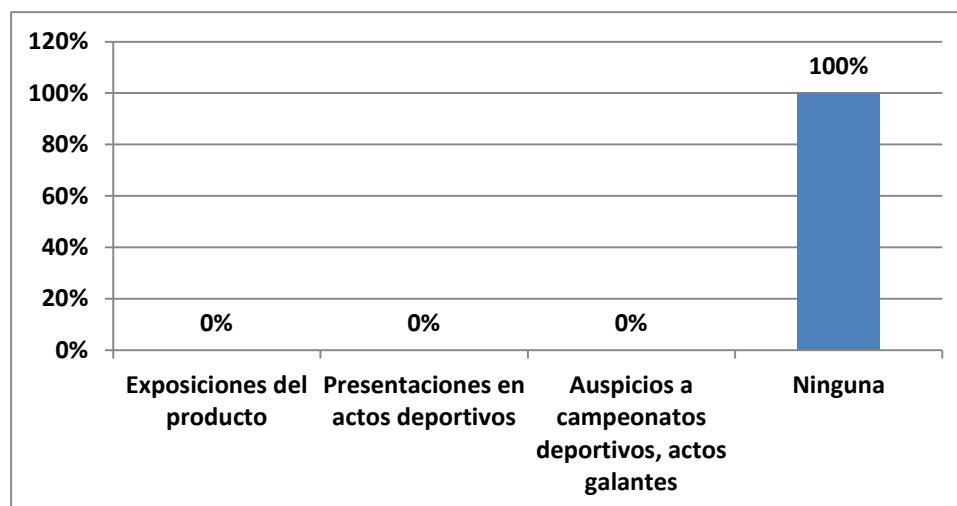 120%
100%
80%
60%
40%
20%
0%
0%
0%
0%
100%
Exposiciones del
producto
Presentaciones en
actos deportivos
Auspicios a
campeonatos
deportivos, actos
galantes
Ninguna